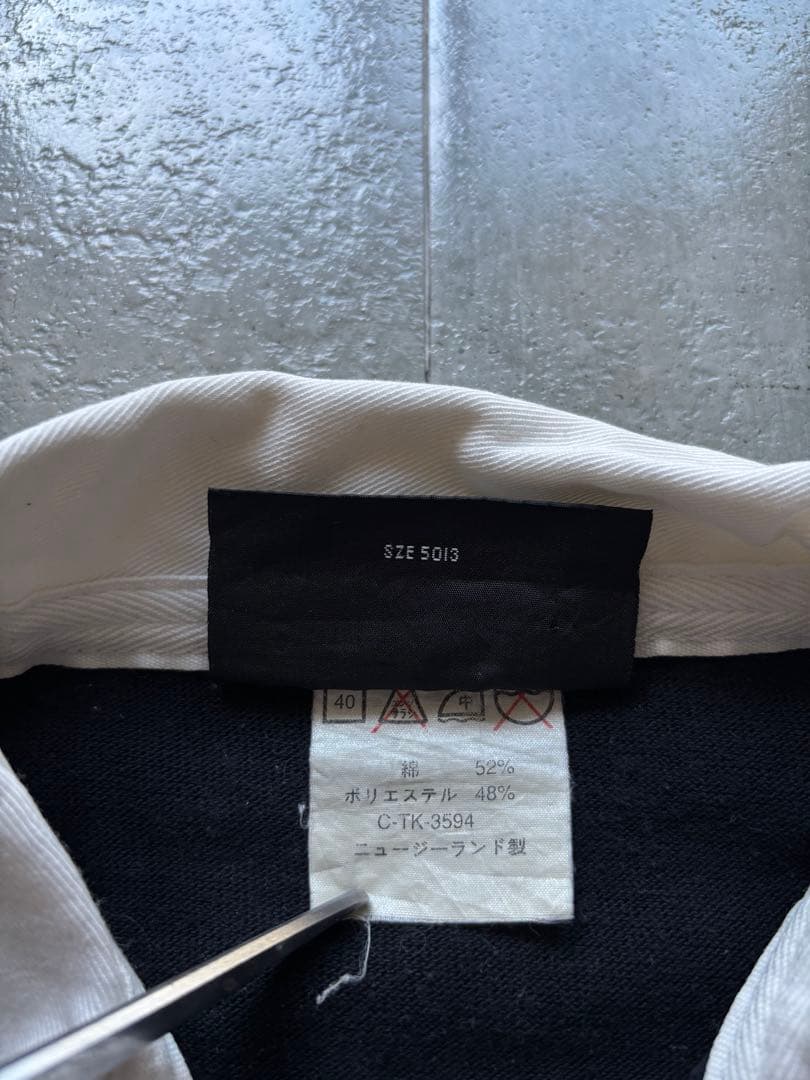 SZE 5013
40 中
綿 52%
ポリエステル 48%
C-TK-3594
ニュージーランド製